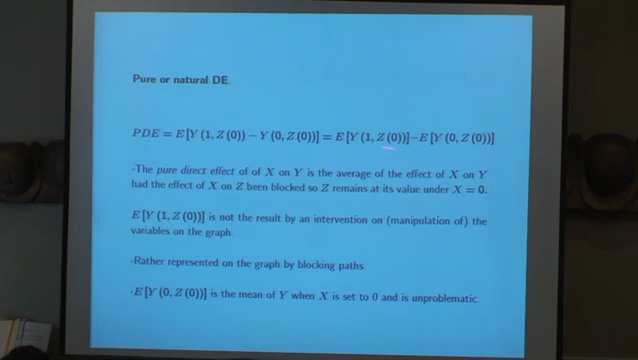 Pure or natural DE
PDE = E[Y(1, Z(0)) − Y(0, Z(0))] = E[Y(1, Z(0))] − E[Y(0, Z(0))]
-The pure direct effect of of X on Y is the average of the effect of X on Y
had the effect of X on Z been blocked so Z remains at its value under X = 0.
E[Y(1, Z(0))] is not the result by an intervention on (manipulation of) the
variables on the graph.
-Rather represented on the graph by blocking paths.
-E[Y(0, Z(0))] is the mean of Y when X is set to 0 and is unproblematic.